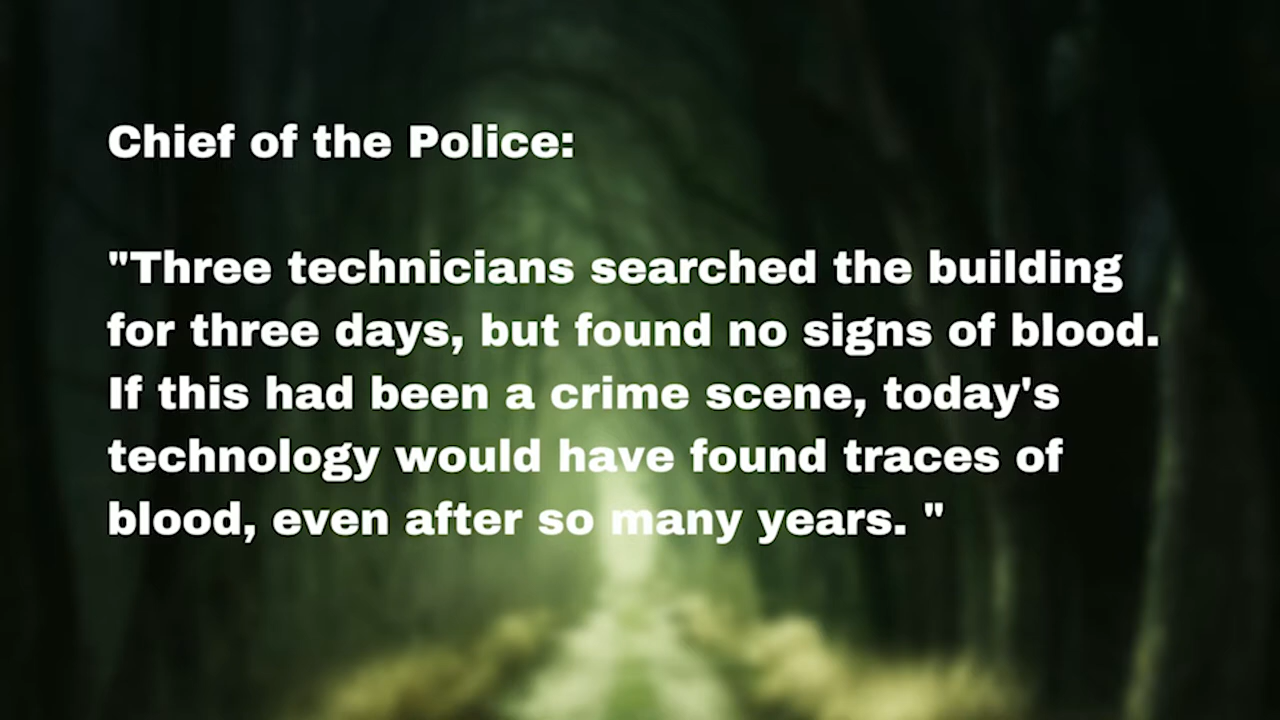 Chief of the Police:
"Three technicians searched the building
for three days, but found no signs of blood.
If this had been a crime scene, today's
technology would have found traces of
blood, even after so many years. "